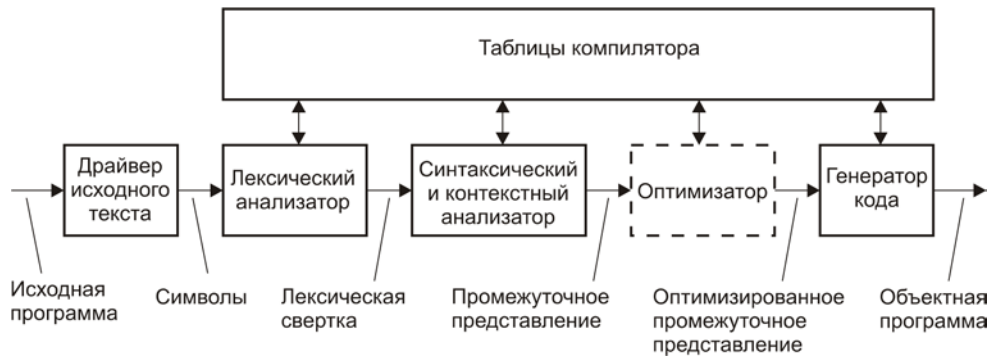 Таблицы компилятора
Драйвер
исходного
текста
Лексический
анализатор
Синтаксический
и контекстный
анализатор
Оптимизатор
Генератор
кода
Исходная
программа
Символы
Лексическая
свертка
Промежуточное
представление
Оптимизированное
промежуточное
представление
Объектная
программа